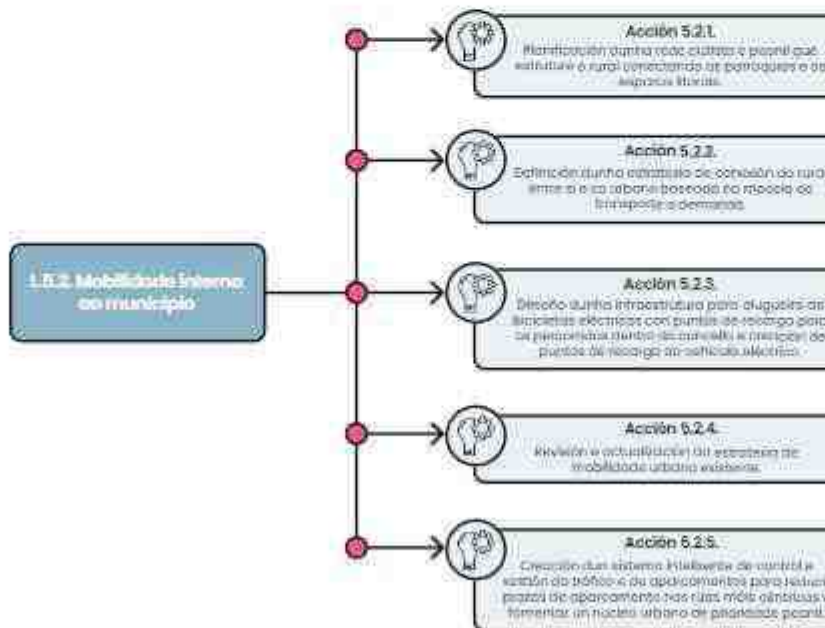 1.5.2. Mobilidade interna
ao municipio
Acción 5.2.1.
Planificación dunha rede ciclista e peonil que
estruture o rural conectando as parroquias e os
espazos litorais.
Acción 5.2.2.
Definición dunha estratexia de conexión do rural
entre si e co urbano baseada no impacto do
transporte a demanda.
Acción 5.2.3.
Deseño dunha infraestrutura para alugueiro de
bicicletas eléctricas con puntos de recarga para
os percorridos dentro do concello e creación de
puntos de recarga do vehículo eléctrico.
Acción 5.2.4.
Revisión e actualización da estratexia de
mobilidade urbana existente.
Acción 5.2.5.
Creación dun sistema intelixente de control e
xestión do tráfico e de aparcamentos para reducir
prazas de aparcamento nas rúas máis céntricas e
fomentar un núcleo urbano de prioridade peonil.